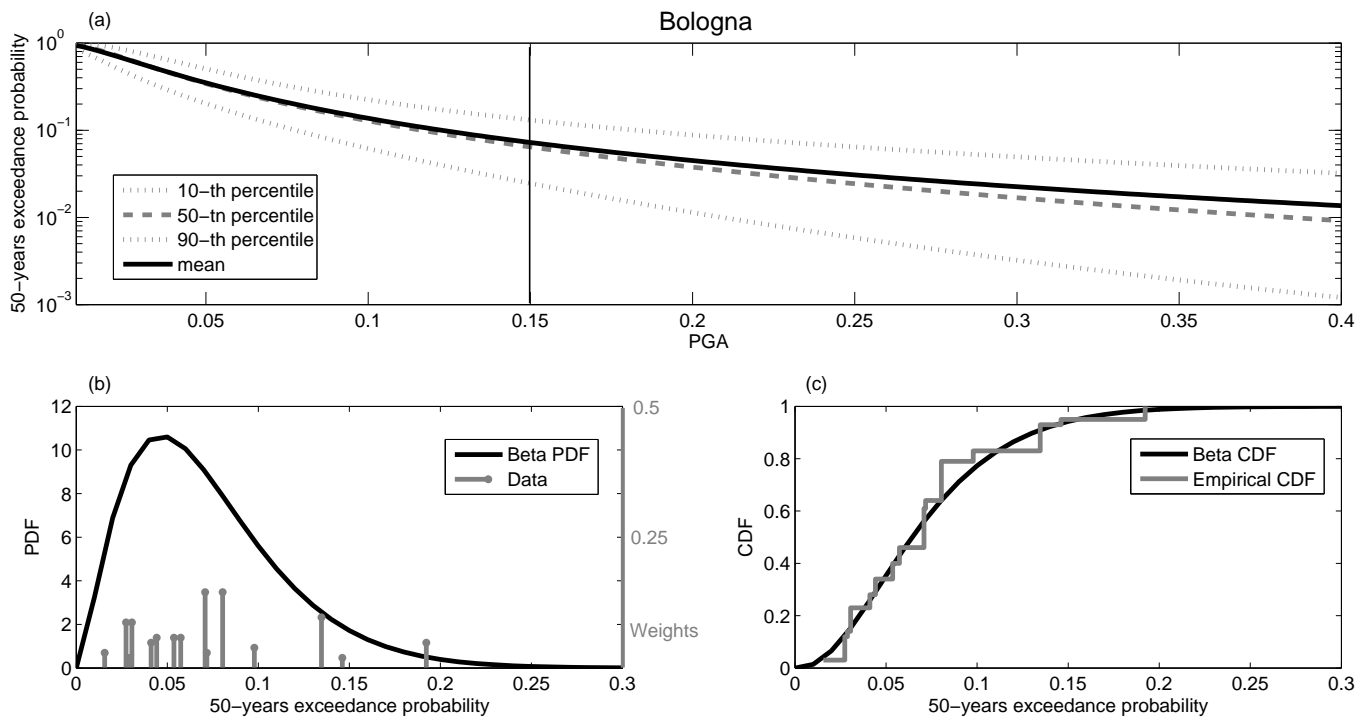 (a)
Bologna
10^0
10^−1
10^−2
10^−3
50−years exceedance probability
10−th percentile
50−tn percentile
90−th percentile
mean
0.05
0.1
0.15
0.2
0.25
0.3
0.35
0.4
PGA
(b)
12
10
8
6
4
2
0
PDF
Beta PDF
Data
0.5
0.25
Weights
0
0.05
0.1
0.15
0.2
0.25
0.3
50−years exceedance probability
(c)
1
0.8
0.6
0.4
0.2
0
CDF
Beta CDF
Empirical CDF
0
0.05
0.1
0.15
0.2
0.25
0.3
50−years exceedance probability